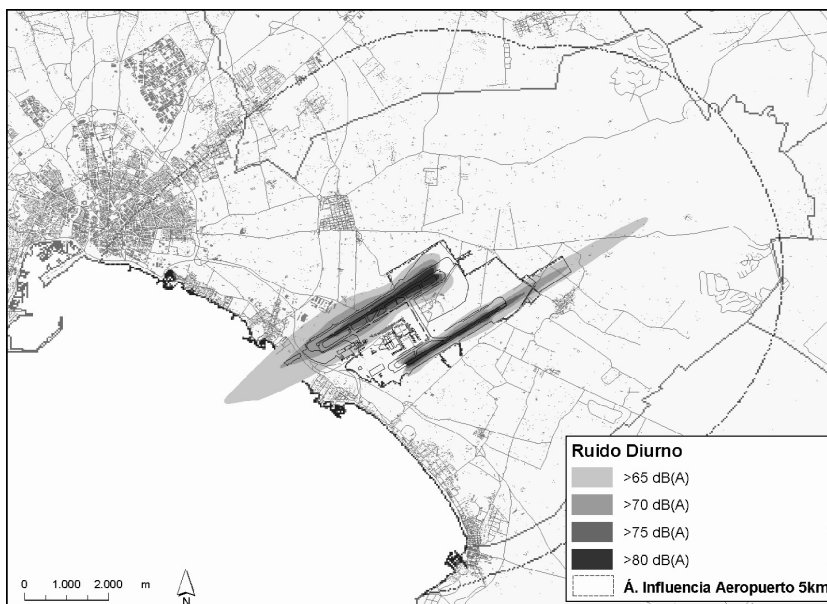 Ruido Diurno
>65 dB(A)
>70 dB(A)
>75 dB(A)
>80 dB(A)
Á. Influencia Aeropuerto 5km
0 1.000 2.000 m
N